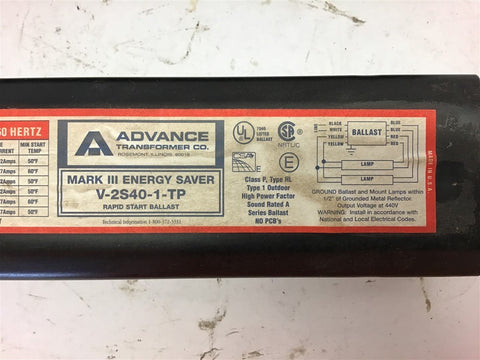 60 HERTZ
MIN START
TEMP
50°F
50°F
60°F
50°F
50°F
60°F
ADVANCE
TRANSFORMER CO.
ROSEMONT, ILLINOIS 60018
MARK III ENERGY SAVER
V-2S40-1-TP
RAPID START BALLAST
Technical Information 1-800-372-3331
UL
LISTED BALLAST
NRTL/C
E
Class P, Type HL
Type 1 Outdoor
High Power Factor
Sound Rated A
Series Ballast
NO PCB's
BLACK
WHITE
YELLOW
YELLOW
BALLAST
BLUE
BLUE
RED
RED
LAMP
LAMP
GROUND Ballast and Mount Lamps within
1/2" of Grounded Metal Reflector.
Output Voltage at 440V
WARNING: Install in accordance with
National and Local Electrical Codes.
MADE IN U.S.A.